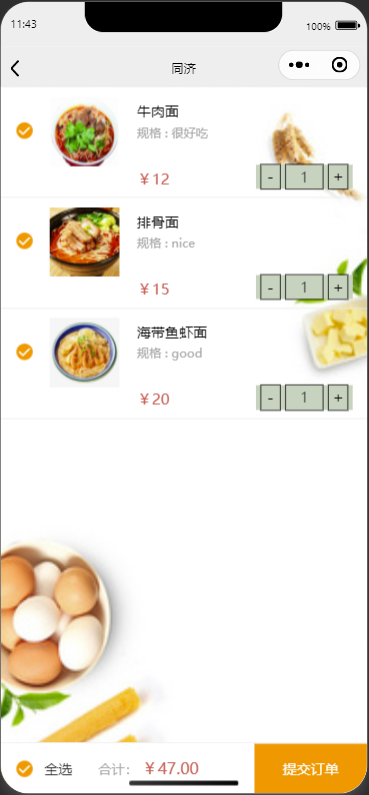 11:43
100%
同济
牛肉面
规格 : 很好吃
￥12
- 1 +
排骨面
规格 : nice
￥15
- 1 +
海带鱼虾面
规格 : good
￥20
- 1 +
全选 合计： ￥47.00 提交订单